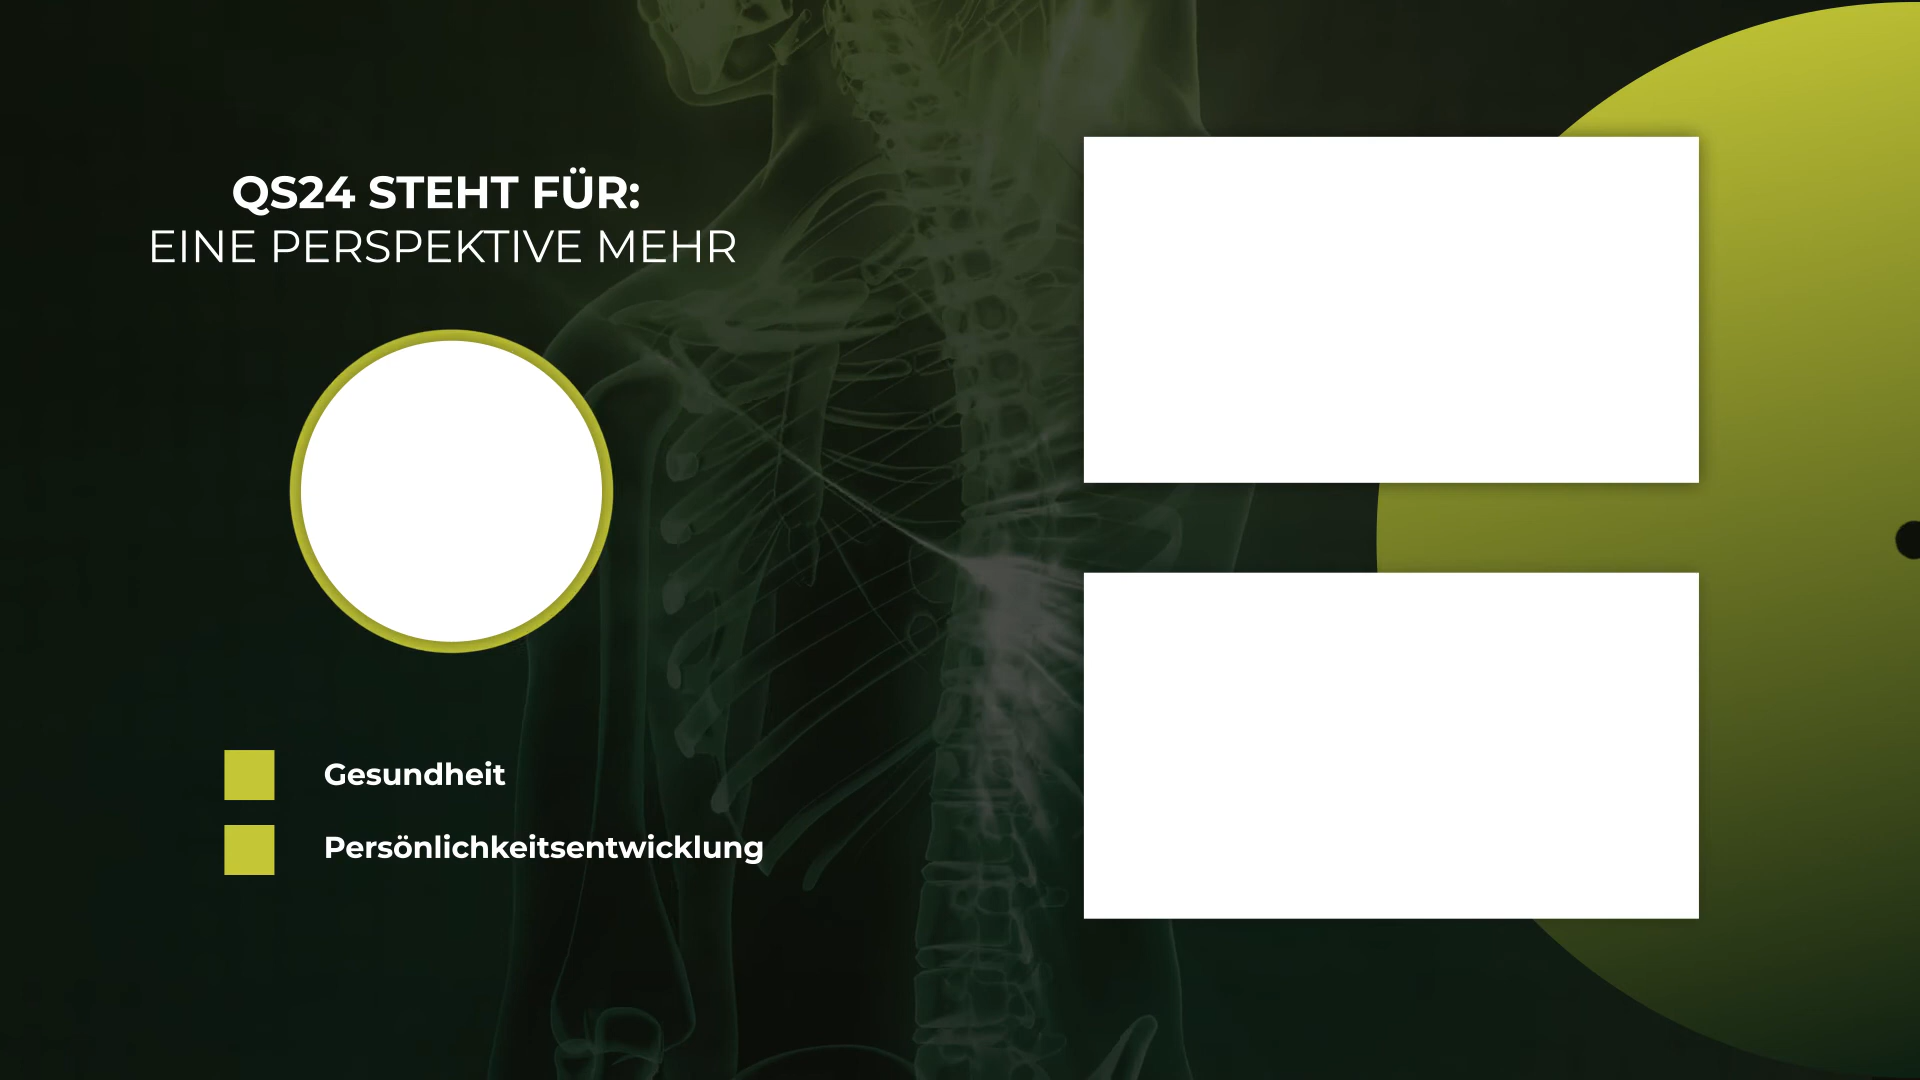 QS24 STEHT FÜR:
EINE PERSPEKTIVE MEHR
Gesundheit
Persönlichkeitsentwicklung